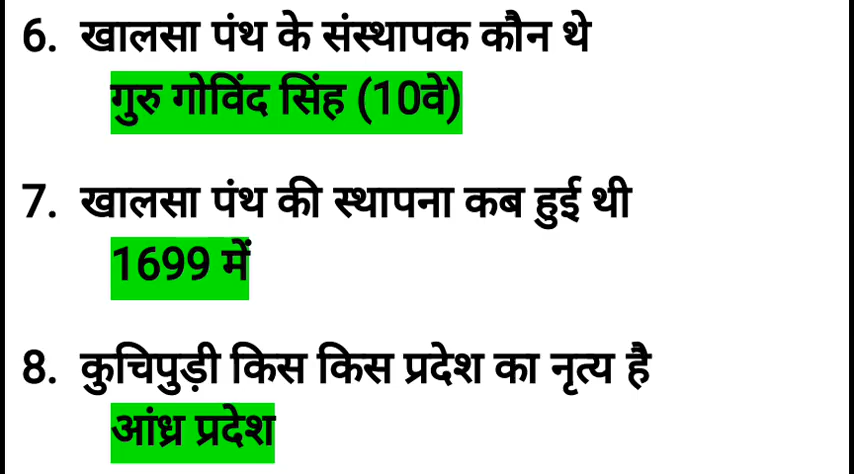 6. खालसा पंथ के संस्थापक कौन थे
गुरु गोविंद सिंह (10वे)
7. खालसा पंथ की स्थापना कब हुई थी
1699 में
8. कुचिपुड़ी किस किस प्रदेश का नृत्य है
आंध्र प्रदेश